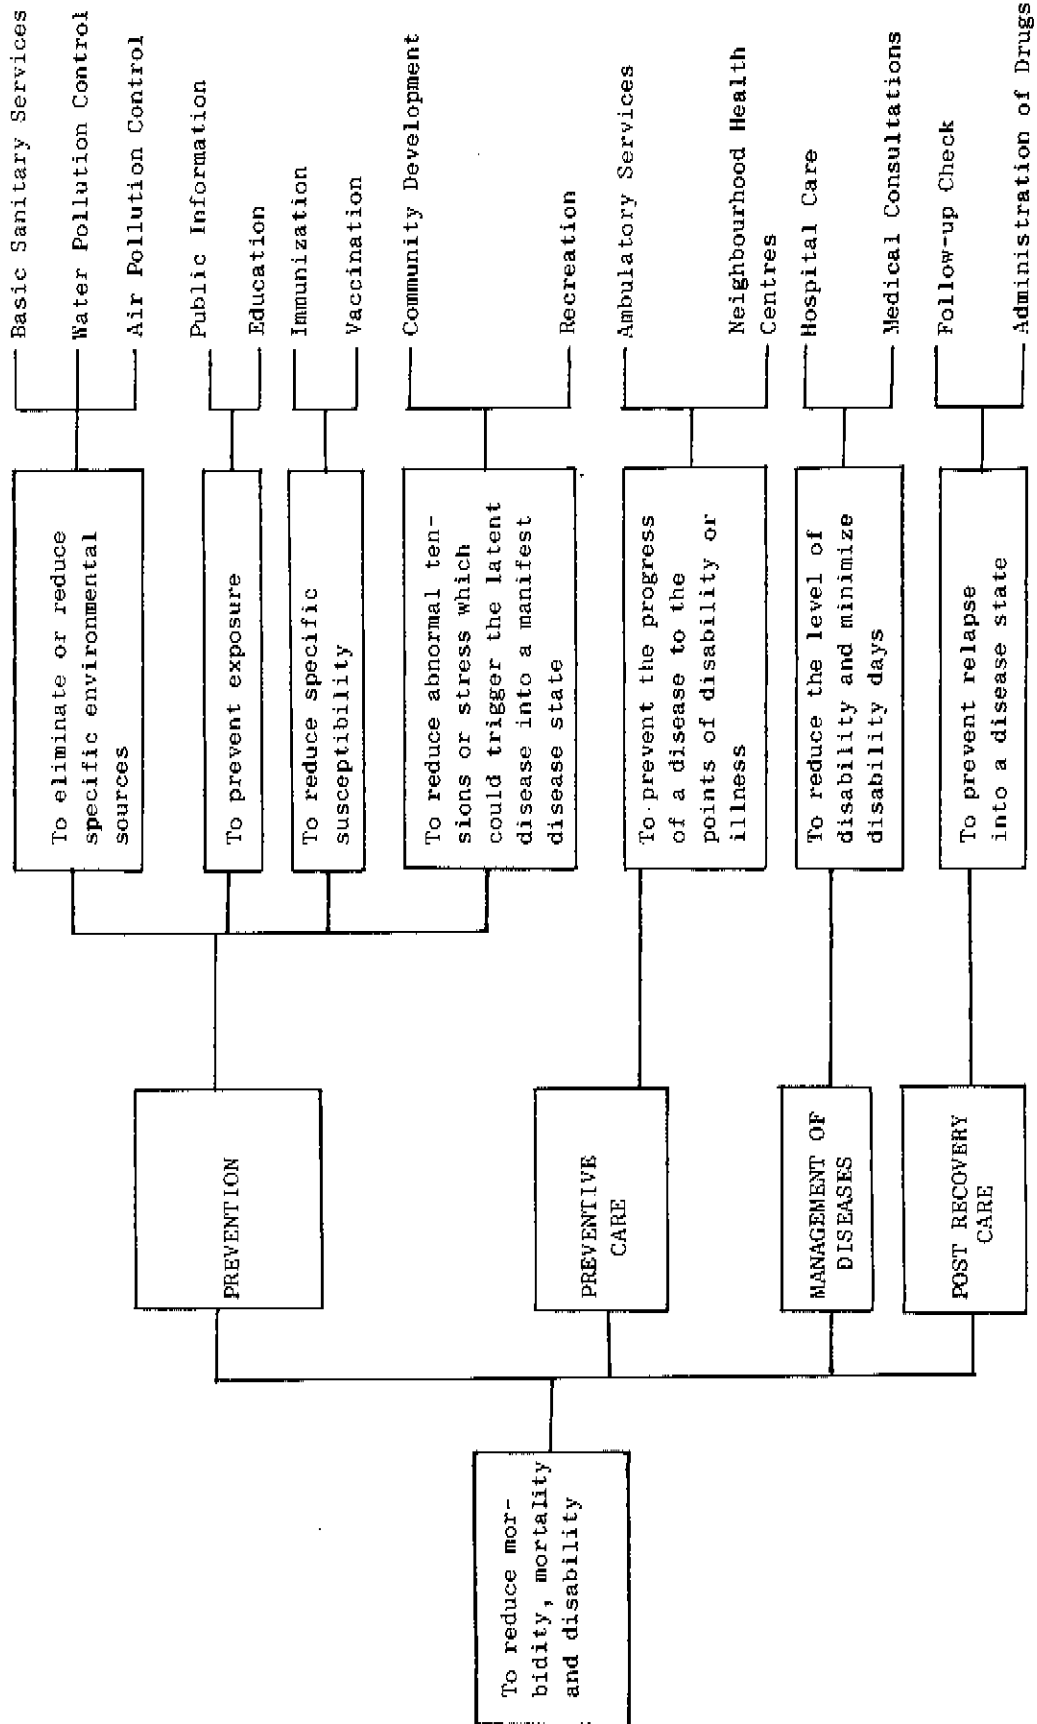 To reduce mor-
bidity, mortality
and disability
PREVENTION
PREVENTIVE
CARE
MANAGEMENT OF
DISEASES
POST RECOVERY
CARE
To eliminate or reduce
specific environmental
sources
To prevent exposure
To reduce specific
susceptibility
To reduce abnormal ten-
sions or stress which
could trigger the latent
disease into a manifest
disease state
To prevent the progress
of a disease to the
points of disability or
illness
To reduce the level of
disability and minimize
disability days
To prevent relapse
into a disease state
Basic Sanitary Services
Water Pollution Control
Air Pollution Control
Public Information
Education
Immunization
Vaccination
Community Development
Recreation
Ambulatory Services
Neighbourhood Health
Centres
Hospital Care
Medical Consultations
Follow-up Check
Administration of Drugs